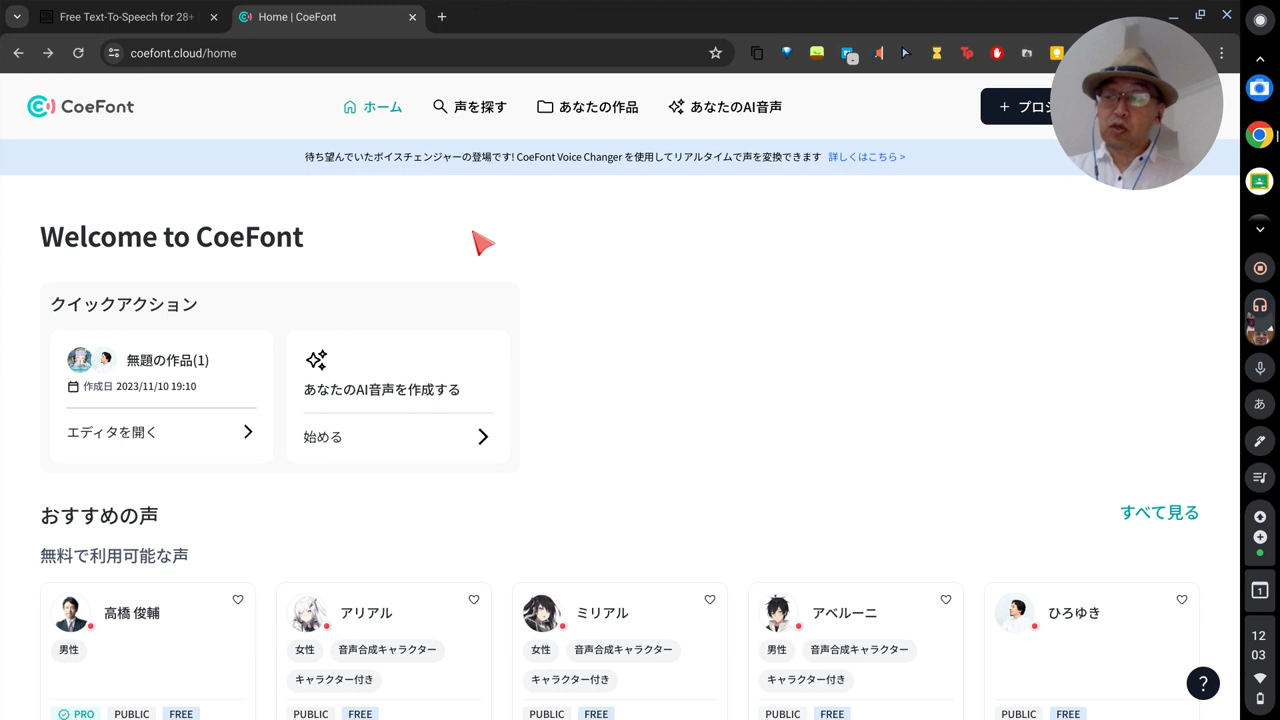 Free Text-To-Speech for 28+
Home | CoeFont
coefont.cloud/home
CoeFont
ホーム
声を探す
あなたの作品
あなたのAI音声
+ プロジ
待ち望んでいたボイスチェンジャーの登場です! CoeFont Voice Changer を使用してリアルタイムで声を変換できます 詳しくはこちら >
Welcome to CoeFont
クイックアクション
無題の作品(1)
作成日 2023/11/10 19:10
エディタを開く
あなたのAI音声を作成する
始める
おすすめの声
すべて見る
無料で利用可能な声
高橋 俊輔
男性
PRO PUBLIC FREE
アリアル
女性 音声合成キャラクター
キャラクター付き
PUBLIC FREE
ミリアル
女性 音声合成キャラクター
キャラクター付き
PUBLIC FREE
アベルーニ
男性 音声合成キャラクター
キャラクター付き
PUBLIC FREE
ひろゆき
PUBLIC FREE
?
あ
1
12
03